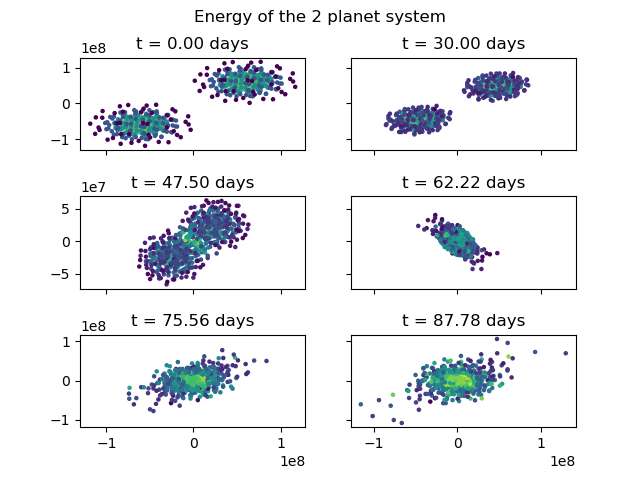 Energy of the 2 planet system
1e8
t = 0.00 days
t = 30.00 days
1
0
−1
1e7
t = 47.50 days
t = 62.22 days
5
0
−5
1e8
t = 75.56 days
t = 87.78 days
1
0
−1
−1 0 1
−1 0 1
1e8
1e8